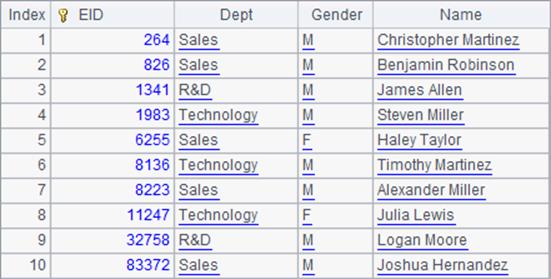 Index EID Dept Gender Name
1 264 Sales M Christopher Martinez
2 826 Sales M Benjamin Robinson
3 1341 R&D M James Allen
4 1983 Technology M Steven Miller
5 6255 Sales F Haley Taylor
6 8136 Technology M Timothy Martinez
7 8223 Sales M Alexander Miller
8 11247 Technology F Julia Lewis
9 32758 R&D M Logan Moore
10 83372 Sales M Joshua Hernandez